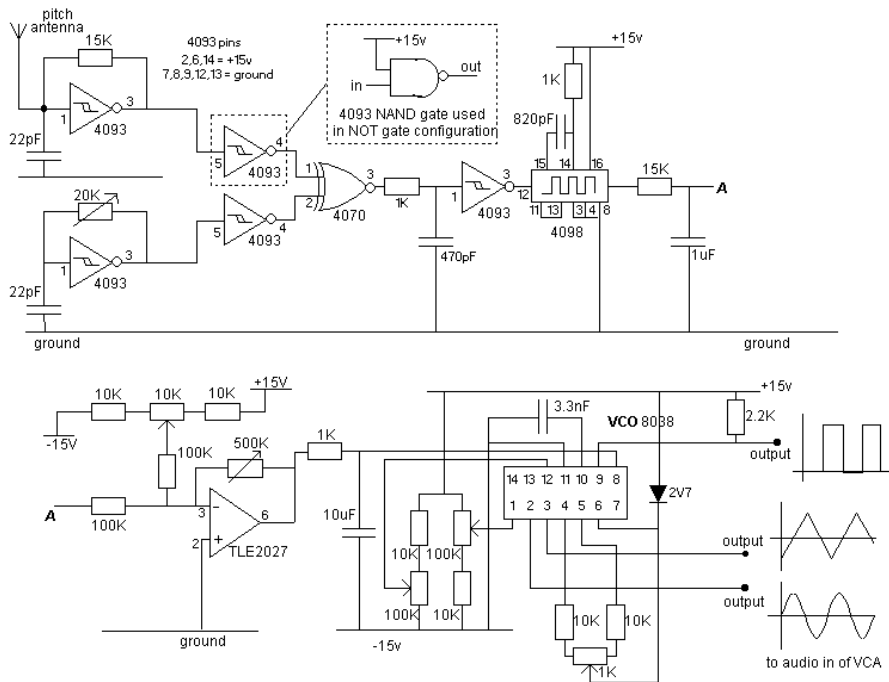 pitch
antenna
15K
4093 pins
2,6,14 = +15v
7,8,9,12,13 = ground
+15v
out
in
4093 NAND gate used
in NOT gate configuration
+15v
1K
820pF
1
3
4093
22pF
5
4
4093
15
14
16
1
2
3
4070
1K
1
3
4093
12
11
13
3
4
8
4098
15K
A
20K
1
3
4093
5
4
4093
22pF
470pF
1uF
ground
ground
10K
10K
10K
+15V
-15V
100K
500K
1K
A
100K
3
-
2
+
6
TLE2027
ground
10uF
+15v
3.3nF
VCO 8038
2.2K
output
14 13 12 11 10 9 8
1 2 3 4 5 6 7
2V7
10K
100K
100K
10K
-15v
10K
10K
1K
output
output
to audio in of VCA